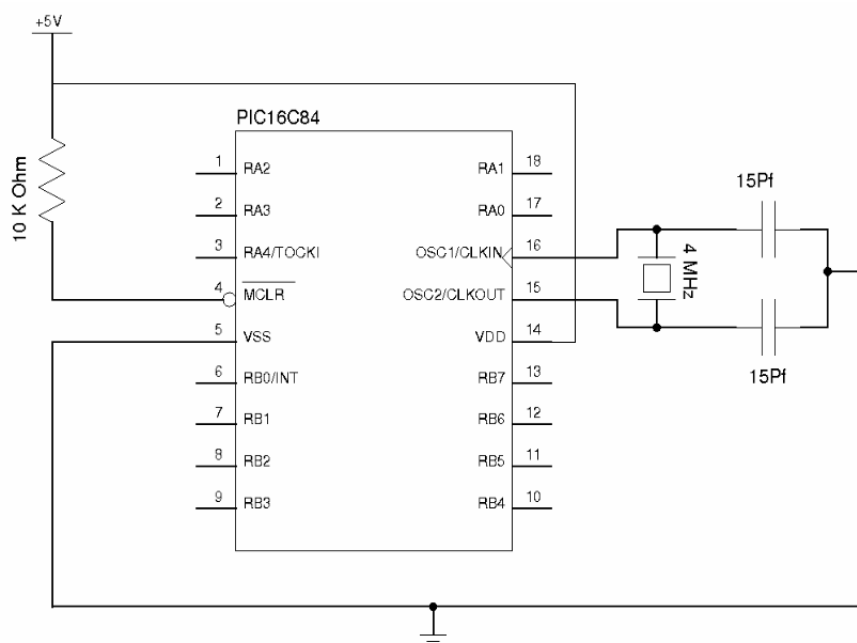 +5V
PIC16C84
10 K Ohm
1 RA2
2 RA3
3 RA4/TOCKI
4 MCLR
5 VSS
6 RB0/INT
7 RB1
8 RB2
9 RB3
RA1 18
RA0 17
OSC1/CLKIN 16
OSC2/CLKOUT 15
VDD 14
RB7 13
RB6 12
RB5 11
RB4 10
4 MHz
15Pf
15Pf